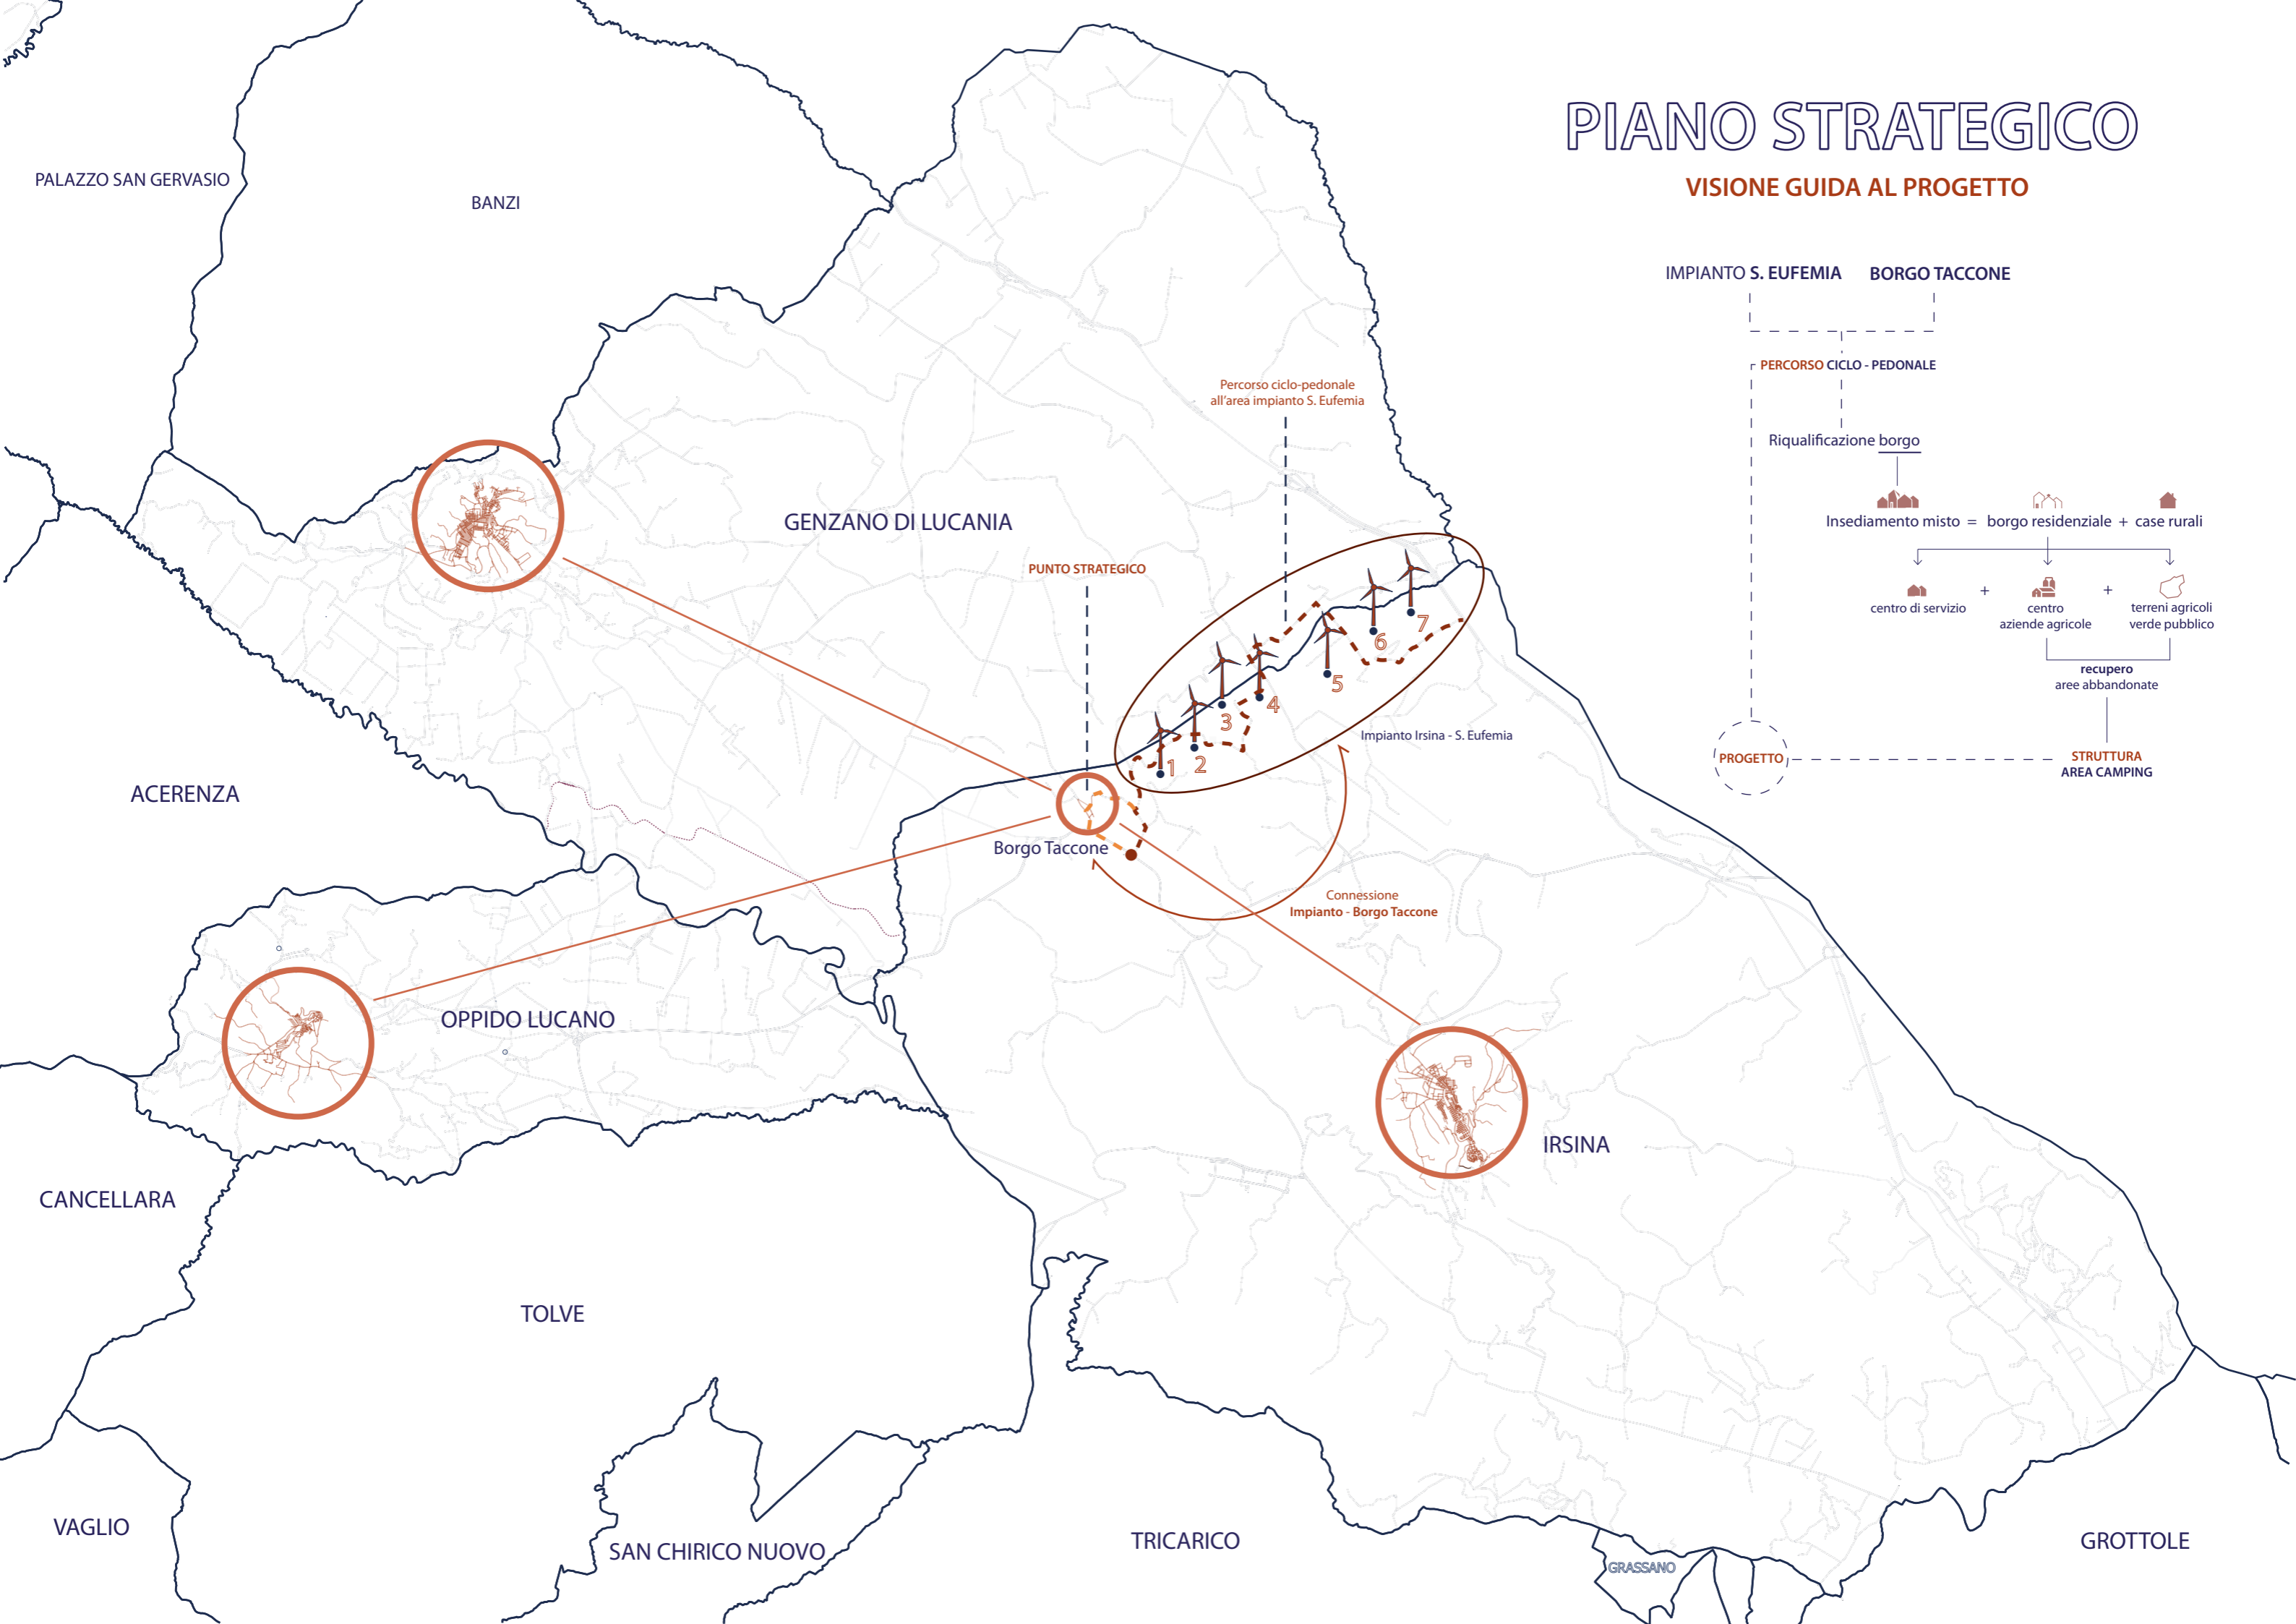 PIANO STRATEGICO
VISIONE GUIDA AL PROGETTO
IMPIANTO S. EUFEMIA
BORGO TACCONE
PERCORSO CICLO - PEDONALE
Riqualificazione borgo
Insediamento misto = borgo residenziale + case rurali
centro di servizio
+
centro
aziende agricole
+
terreni agricoli
verde pubblico
recupero
aree abbandonate
PROGETTO
STRUTTURA
AREA CAMPING
PALAZZO SAN GERVASIO
BANZI
Percorso ciclo-pedonale
all'area impianto S. Eufemia
GENZANO DI LUCANIA
PUNTO STRATEGICO
7
6
5
4
3
2
1
Impianto Irsina - S. Eufemia
ACERENZA
Borgo Taccone
Connessione
Impianto - Borgo Taccone
OPPIDO LUCANO
IRSINA
CANCELLARA
TOLVE
VAGLIO
SAN CHIRICO NUOVO
TRICARICO
GRASSANO
GROTTOLE